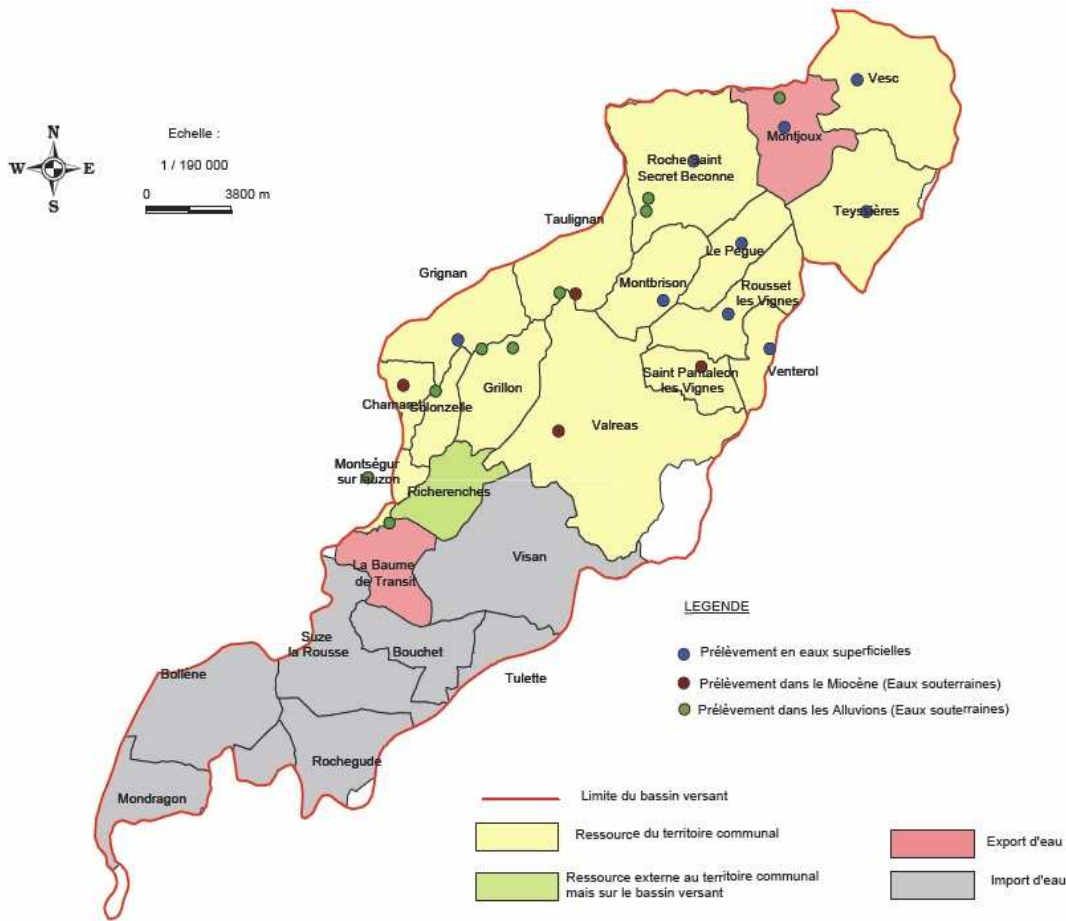 Vesc
N
Echelle :
W E
1 / 190 000
S
0 3800 m
Montjoux
Roche Saint
Secret Beconne
Teyssières
Taulignan
Le Pègue
Grignan
Montbrison
Rousset
les Vignes
Venterol
Saint Pantaleon
les Vignes
Grillon
Chamaret
Colonzelle
Valreas
Montségur
sur lauzon
Richerenches
Visan
La Baume
de Transit
Suze
la Rousse
Bouchet
Bollène
Tulette
Rochegude
Mondragon
LEGENDE
Prélèvement en eaux superficielles
Prélèvement dans le Miocène (Eaux souterraines)
Prélèvement dans les Alluvions (Eaux souterraines)
Limite du bassin versant
Ressource du territoire communal
Export d'eau
Ressource externe au territoire communal
mais sur le bassin versant
Import d'eau